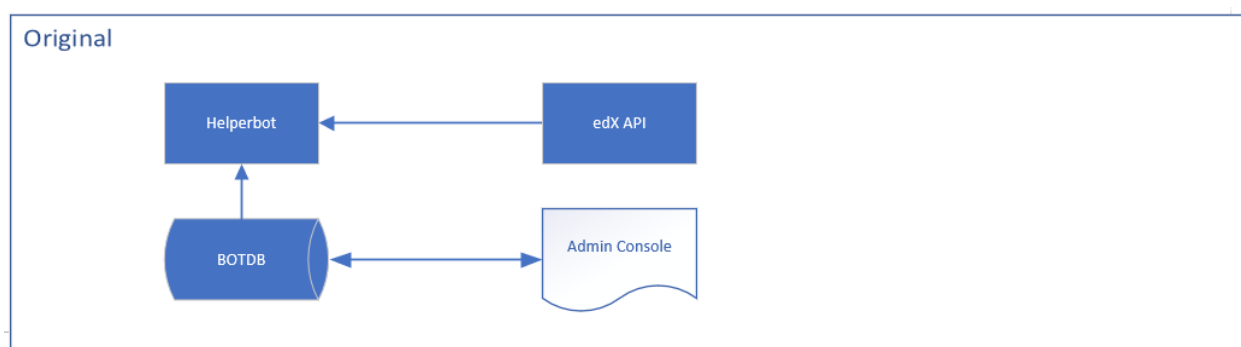 Original
Helperbot
edX API
BOTDB
Admin Console